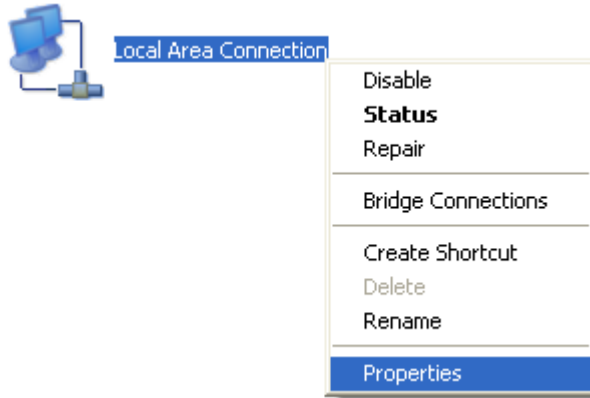 Local Area Connection
Disable
Status
Repair
Bridge Connections
Create Shortcut
Delete
Rename
Properties